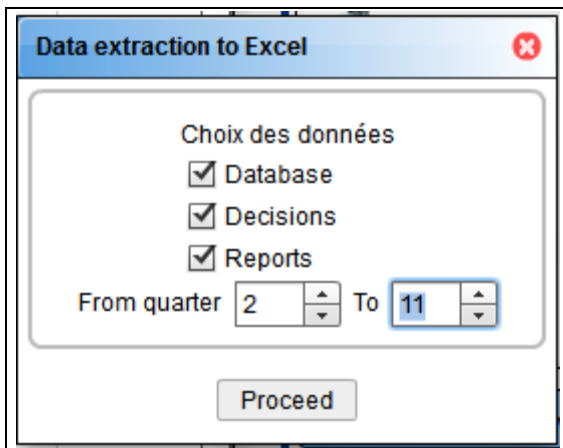 Data extraction to Excel
Choix des données
Database
Decisions
Reports
From quarter 2 To 11
Proceed